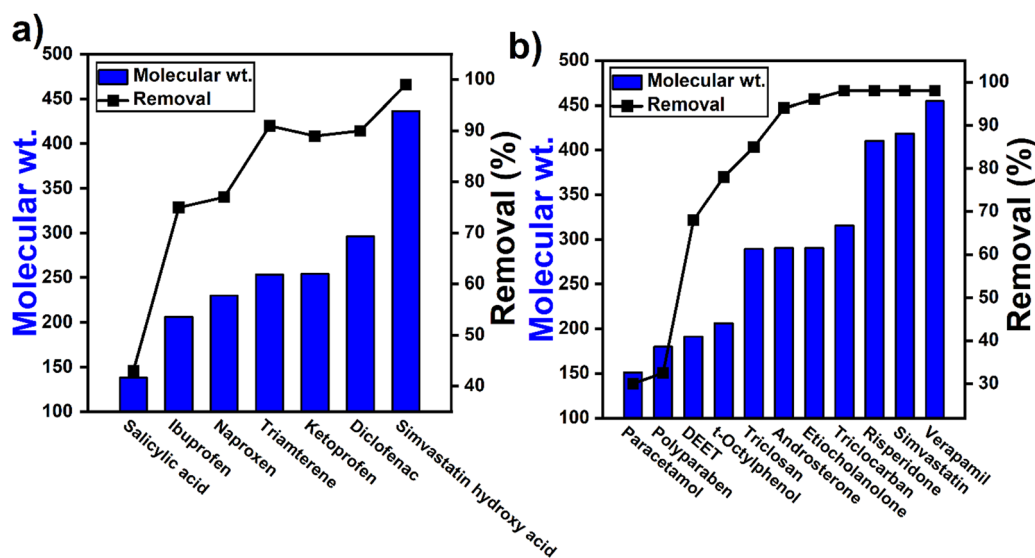 a)
Molecular wt.
Removal
500
450
400
350
300
250
200
150
100
Molecular wt.
100
90
80
70
60
50
40
Removal (%)
Salicylic acid
Ibuprofen
Naproxen
Triamterene
Ketoprofen
Diclofenac
Simvastatin hydroxy acid
b)
Molecular wt.
Removal
500
450
400
350
300
250
200
150
100
Molecular wt.
100
90
80
70
60
50
40
30
Removal (%)
Paracetamol
Polyparaben
DEET
t-Octylphenol
Triclosan
Androsterone
Etiocholanolone
Triclocarban
Risperidone
Simvastatin
Verapamil